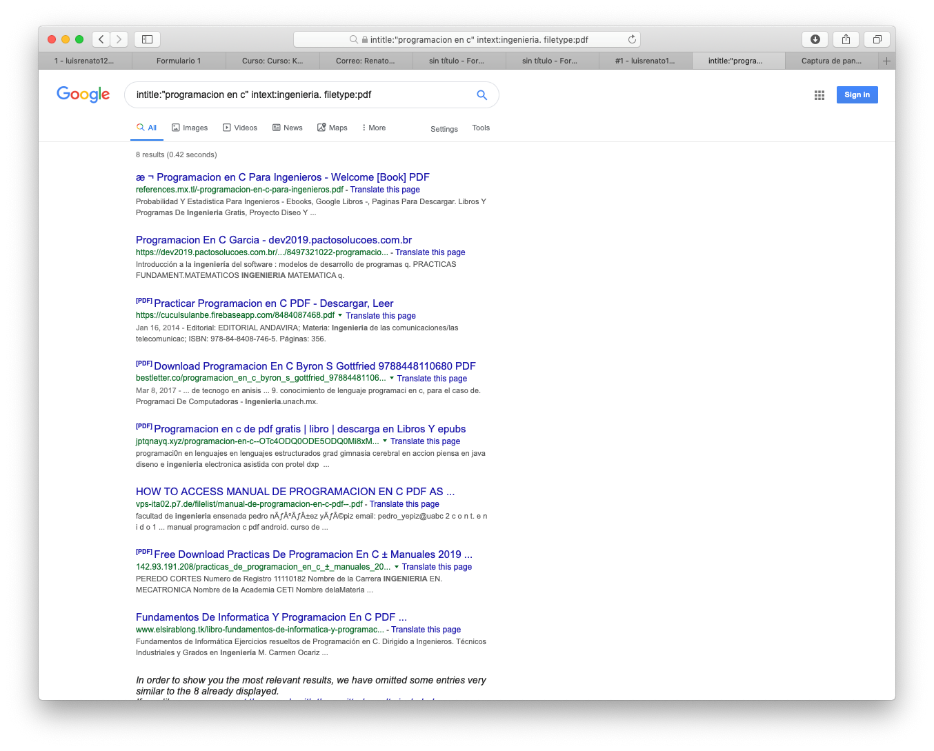 intitle:"programacion en c" intext:ingenieria. filetype:pdf
1 - luisrenato12...
Formulario 1
Curso: Curso: K...
Correo: Renato...
sin título - For...
sin título - For...
#1 - luisrenato1...
intitle:"progra...
Captura de pan...
Google
intitle:"programacion en c" intext:ingenieria. filetype:pdf
Sign in
All Images Videos News Maps More Settings Tools
8 results (0.42 seconds)
æ ¬ Programacion en C Para Ingenieros - Welcome [Book] PDF
references.mx.tl/-programacion-en-c-para-ingenieros.pdf - Translate this page
Probabilidad Y Estadistica Para Ingenieros - Ebooks, Google Libros -, Paginas Para Descargar. Libros Y
Programas De Ingenieria Gratis, Proyecto Diseo Y ...
Programacion En C Garcia - dev2019.pactosolucoes.com.br
https://dev2019.pactosolucoes.com.br/.../8497321022-programacio... - Translate this page
Introducción a la ingeniería del software : modelos de desarrollo de programas q. PRACTICAS
FUNDAMENT.MATEMATICOS INGENIERIA MATEMATICA q.
[PDF] Practicar Programacion en C PDF - Descargar, Leer
https://cuculsulanbe.firebaseapp.com/8484087468.pdf ▾ Translate this page
Jan 16, 2014 - Editorial: EDITORIAL ANDAVIRA; Materia: Ingenieria de las comunicaciones/las
telecomunicac; ISBN: 978-84-8408-746-5. Páginas: 356.
[PDF] Download Programacion En C Byron S Gottfried 9788448110680 PDF
bestletter.co/programacion_en_c_byron_s_gottfried_97884481106... ▾ Translate this page
Mar 8, 2017 - ... de tecnogo en anisis ... 9. conocimiento de lenguaje programaci en c, para el caso de.
Programaci De Computadoras - Ingenieria.unach.mx.
[PDF] Programacion en c de pdf gratis | libro | descarga en Libros Y epubs
jptqnayq.xyz/programacion-en-c--OTc4ODQ0ODE5ODQ0Mi8xM... ▾ Translate this page
programaci0n en lenguajes en lenguajes estructurados grad gimnasia cerebral en accion piensa en java
diseno e ingenieria electronica asistida con protel dxp ...
HOW TO ACCESS MANUAL DE PROGRAMACION EN C PDF AS ...
vps-ita02.p7.de/filelist/manual-de-programacion-en-c-pdf--.pdf - Translate this page
facultad de ingenieria ensenada pedro nÃƒÂºÃƒÂ±ez yÃƒÂ©piz email: pedro_yepiz@uabc 2 c o n t. e n
i d o 1 ... manual programacion c pdf android. curso de ...
[PDF] Free Download Practicas De Programacion En C ± Manuales 2019 ...
142.93.191.208/practicas_de_programacion_en_c_±_manuales_20... ▾ Translate this page
PEREDO CORTES Numero de Registro 11110182 Nombre de la Carrera INGENIERIA EN.
MECATRONICA Nombre de la Academia CETI Nombre delaMateria ...
Fundamentos De Informatica Y Programacion En C PDF ...
www.elsirablong.tk/libro-fundamentos-de-informatica-y-programac... - Translate this page
Fundamentos de Informática Ejercicios resueltos de Programación en C. Dirigido a Ingenieros. Técnicos
Industriales y Grados en Ingeniería M. Carmen Ocariz ...
In order to show you the most relevant results, we have omitted some entries very
similar to the 8 already displayed.